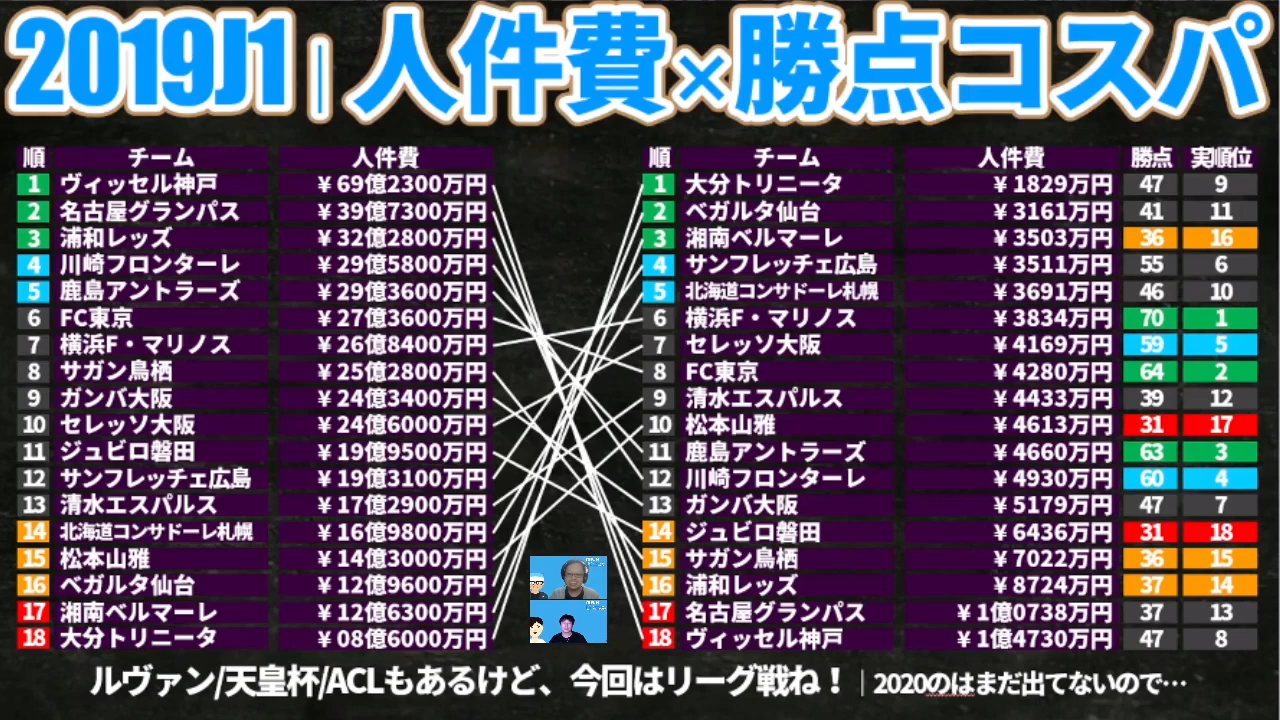 2019J1 | 人件費×勝点コスパ
順 チーム 人件費
1 ヴィッセル神戸 ¥69億2300万円
2 名古屋グランパス ¥39億7300万円
3 浦和レッズ ¥32億2800万円
4 川崎フロンターレ ¥29億5800万円
5 鹿島アントラーズ ¥29億3600万円
6 FC東京 ¥27億3600万円
7 横浜F・マリノス ¥26億8400万円
8 サガン鳥栖 ¥25億2800万円
9 ガンバ大阪 ¥24億3400万円
10 セレッソ大阪 ¥24億6000万円
11 ジュビロ磐田 ¥19億9500万円
12 サンフレッチェ広島 ¥19億3100万円
13 清水エスパルス ¥17億2900万円
14 北海道コンサドーレ札幌 ¥16億9800万円
15 松本山雅 ¥14億3000万円
16 ベガルタ仙台 ¥12億9600万円
17 湘南ベルマーレ ¥12億6300万円
18 大分トリニータ ¥08億6000万円
順 チーム 人件費 勝点 実順位
1 大分トリニータ ¥1829万円 47 9
2 ベガルタ仙台 ¥3161万円 41 11
3 湘南ベルマーレ ¥3503万円 36 16
4 サンフレッチェ広島 ¥3511万円 55 6
5 北海道コンサドーレ札幌 ¥3691万円 46 10
6 横浜F・マリノス ¥3834万円 70 1
7 セレッソ大阪 ¥4169万円 59 5
8 FC東京 ¥4280万円 64 2
9 清水エスパルス ¥4433万円 39 12
10 松本山雅 ¥4613万円 31 17
11 鹿島アントラーズ ¥4660万円 63 3
12 川崎フロンターレ ¥4930万円 60 4
13 ガンバ大阪 ¥5179万円 47 7
14 ジュビロ磐田 ¥6436万円 31 18
15 サガン鳥栖 ¥7022万円 36 15
16 浦和レッズ ¥8724万円 37 14
17 名古屋グランパス ¥1億0738万円 37 13
18 ヴィッセル神戸 ¥1億4730万円 47 8
ルヴァン/天皇杯/ACLもあるけど、今回はリーグ戦ね！ | 2020のはまだ出てないので…